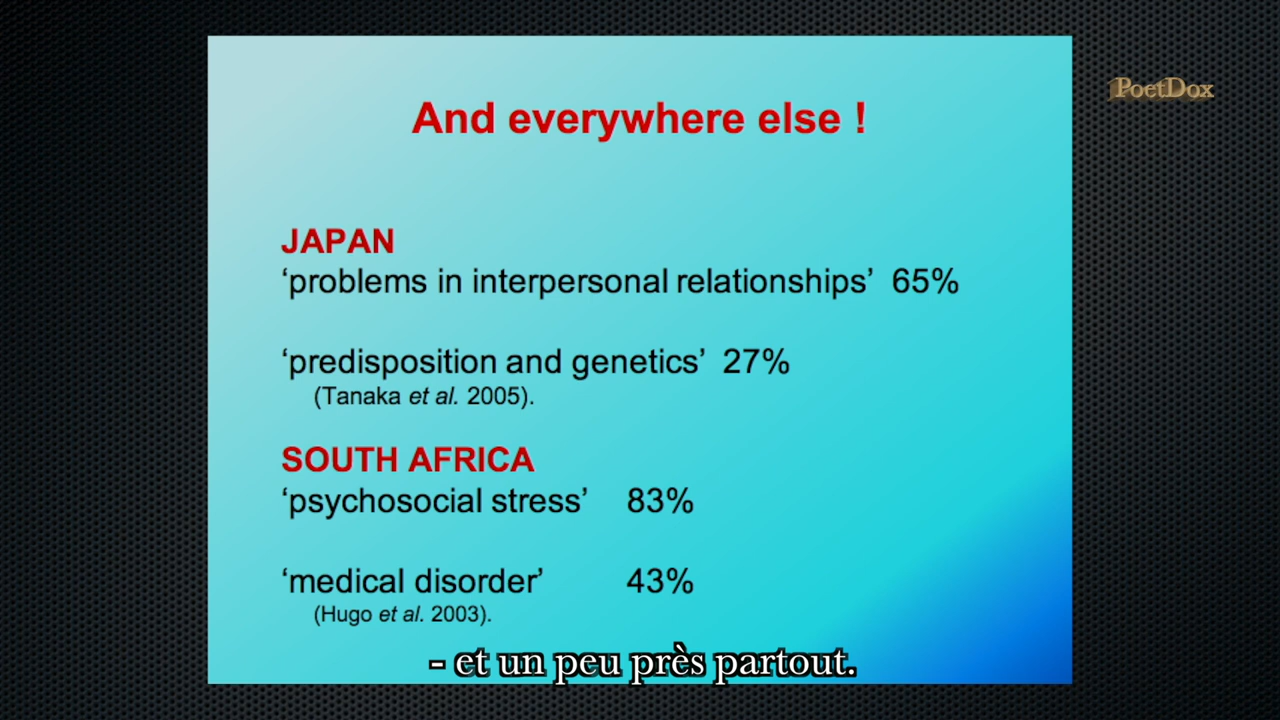 And everywhere else !
PoetDox
JAPAN
‘problems in interpersonal relationships’ 65%
‘predisposition and genetics’ 27%
(Tanaka et al. 2005).
SOUTH AFRICA
‘psychosocial stress’ 83%
‘medical disorder’ 43%
(Hugo et al. 2003).
- et un peu près partout.